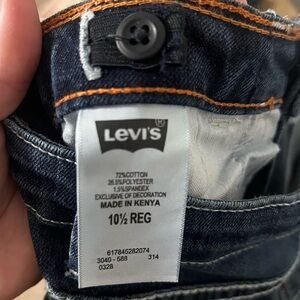 LEVI'S
72%COTTON
26.5%POLYESTER
1.5%SPANDEX
EXCLUSIVE OF DECORATION
MADE IN KENYA
10½ REG
617845282074
3040 - 588 314
0328